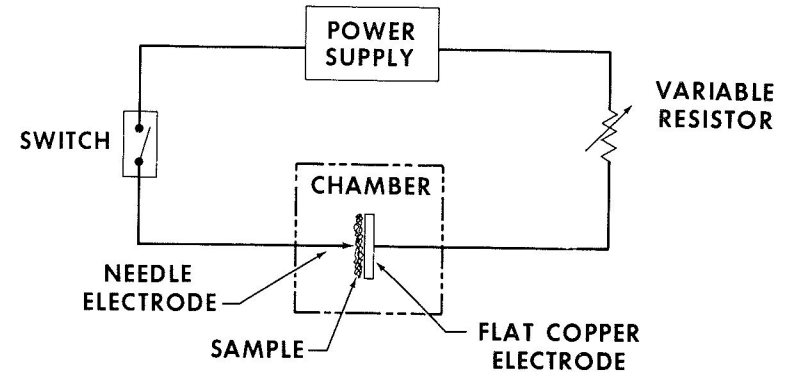 POWER
SUPPLY
VARIABLE
RESISTOR
SWITCH
CHAMBER
NEEDLE
ELECTRODE
SAMPLE
FLAT COPPER
ELECTRODE